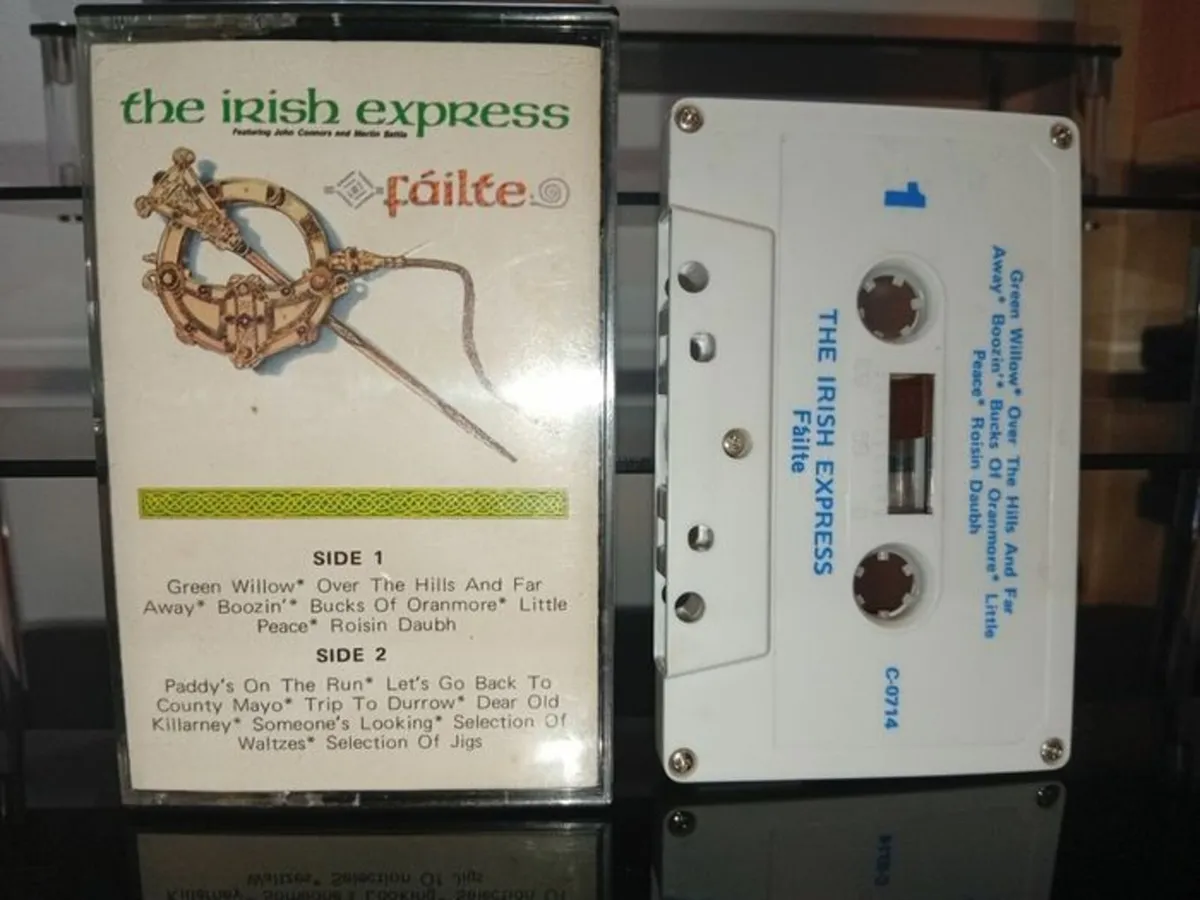 the irish express
Featuring John Connors and Martin Battle
fáilte
SIDE 1
Green Willow* Over The Hills And Far
Away* Boozin'* Bucks Of Oranmore* Little
Peace* Roisin Daubh
SIDE 2
Paddy's On The Run* Let's Go Back To
County Mayo* Trip To Durrow* Dear Old
Killarney* Someone's Looking* Selection Of
Waltzes* Selection Of Jigs
1
Green Willow* Over The Hills And Far
Away* Boozin'* Bucks Of Oranmore* Little
Peace* Roisin Daubh
THE IRISH EXPRESS
Fáilte
C-0714